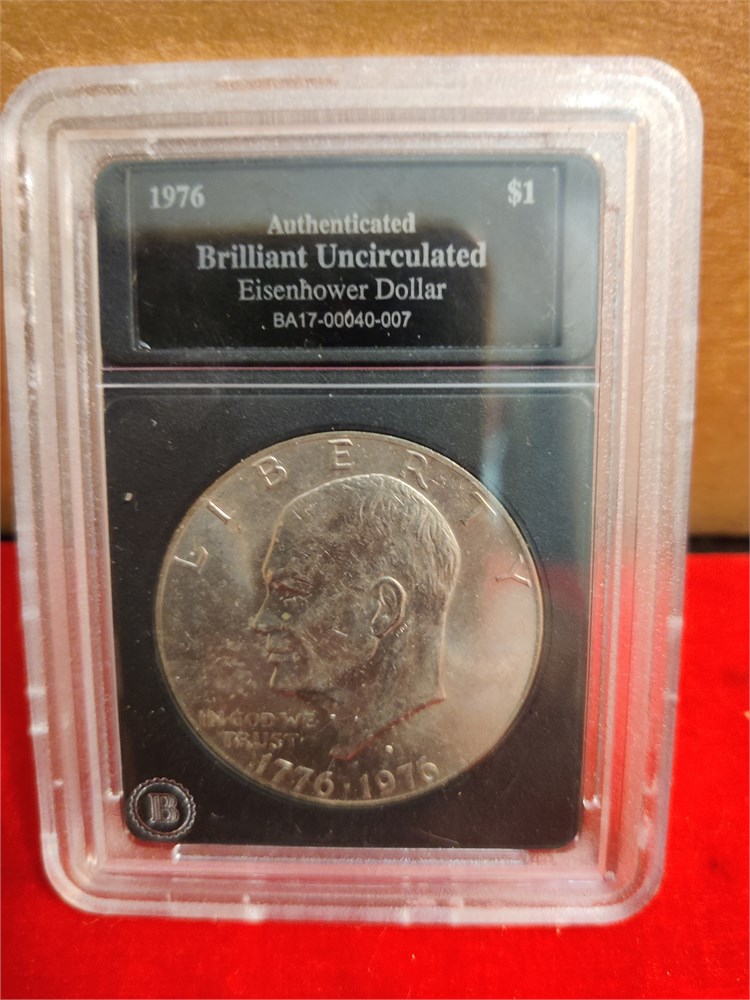 1976 $1
Authenticated
Brilliant Uncirculated
Eisenhower Dollar
BA17-00040-007
LIBERTY
IN GOD WE
TRUST
1776·1976
B